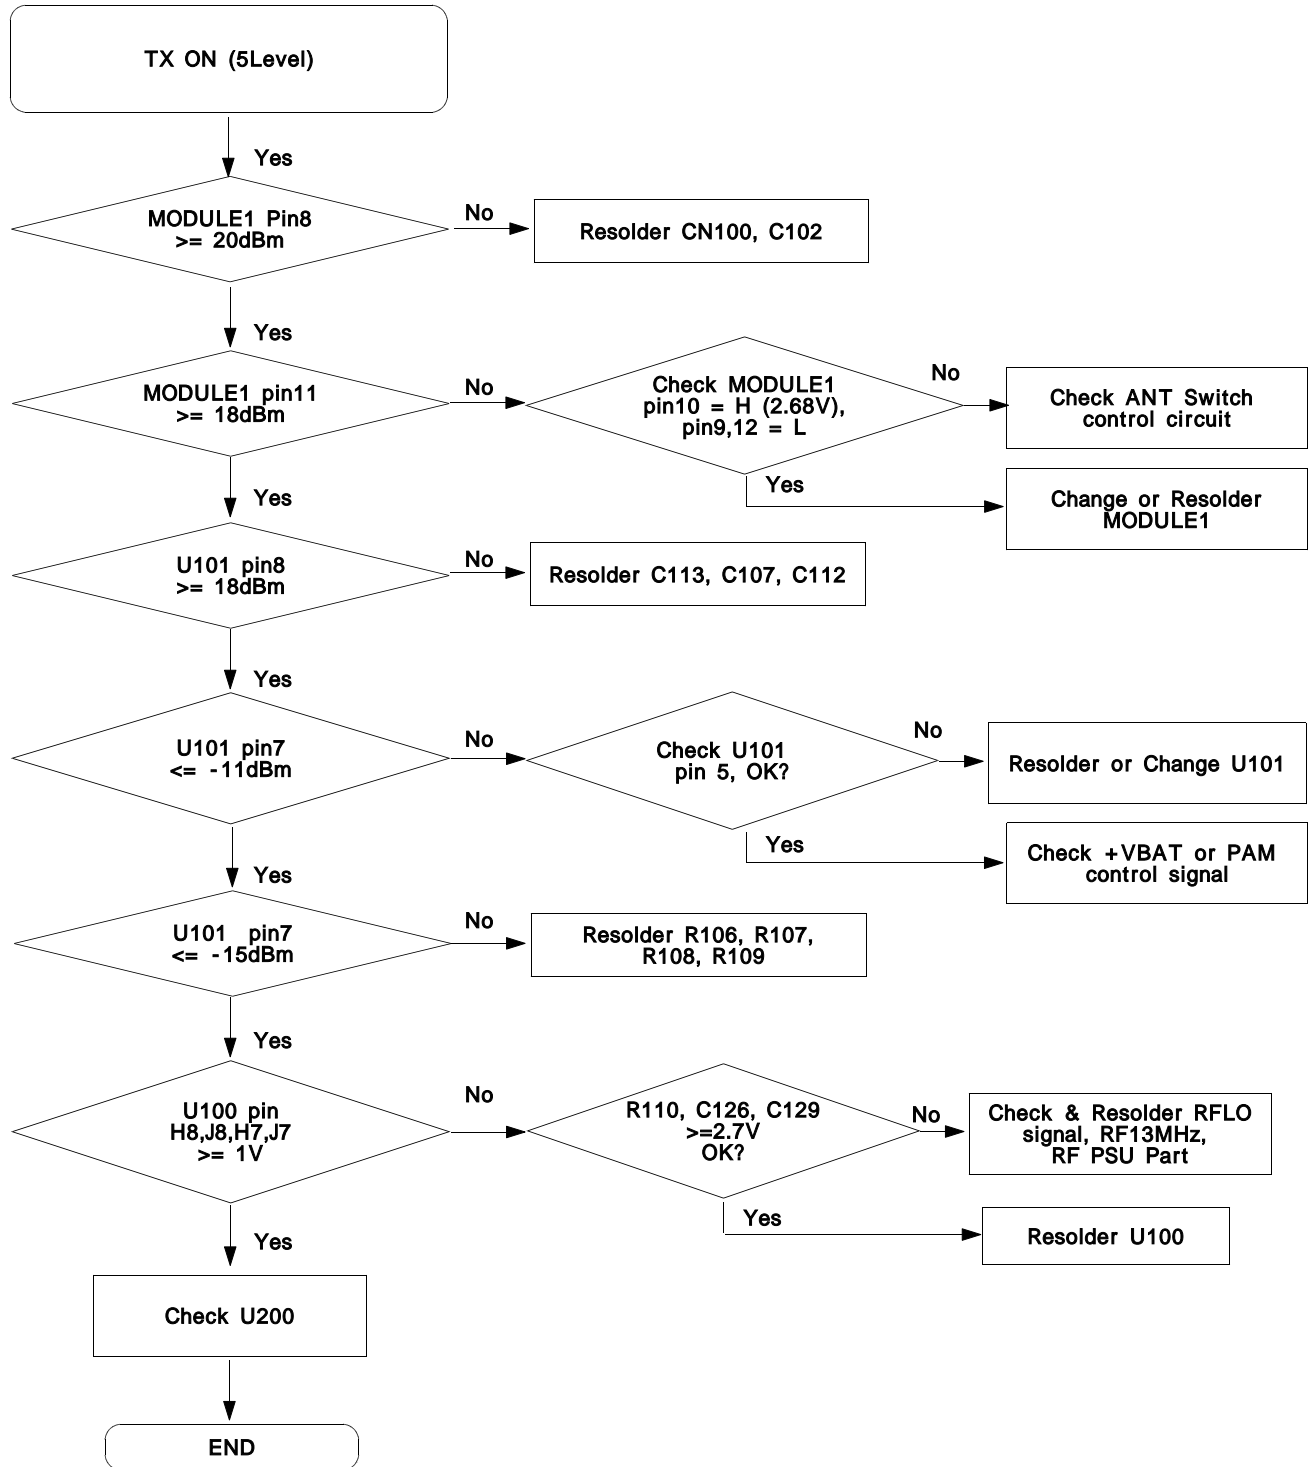 TX ON (5Level)
Yes
MODULE1 Pin8
>= 20dBm
No
Resolder CN100, C102
Yes
MODULE1 pin11
>= 18dBm
No
Check MODULE1
pin10 = H (2.68V),
pin9,12 = L
No
Check ANT Switch
control circuit
Yes
Change or Resolder
MODULE1
Yes
U101 pin8
>= 18dBm
No
Resolder C113, C107, C112
Yes
U101 pin7
<= -11dBm
No
Check U101
pin 5, OK?
No
Resolder or Change U101
Yes
Check +VBAT or PAM
control signal
Yes
U101 pin7
<= -15dBm
No
Resolder R106, R107,
R108, R109
Yes
U100 pin
H8,J8,H7,J7
>= 1V
No
R110, C126, C129
>=2.7V
OK?
No
Check & Resolder RFLO
signal, RF13MHz,
RF PSU Part
Yes
Resolder U100
Yes
Check U200
END